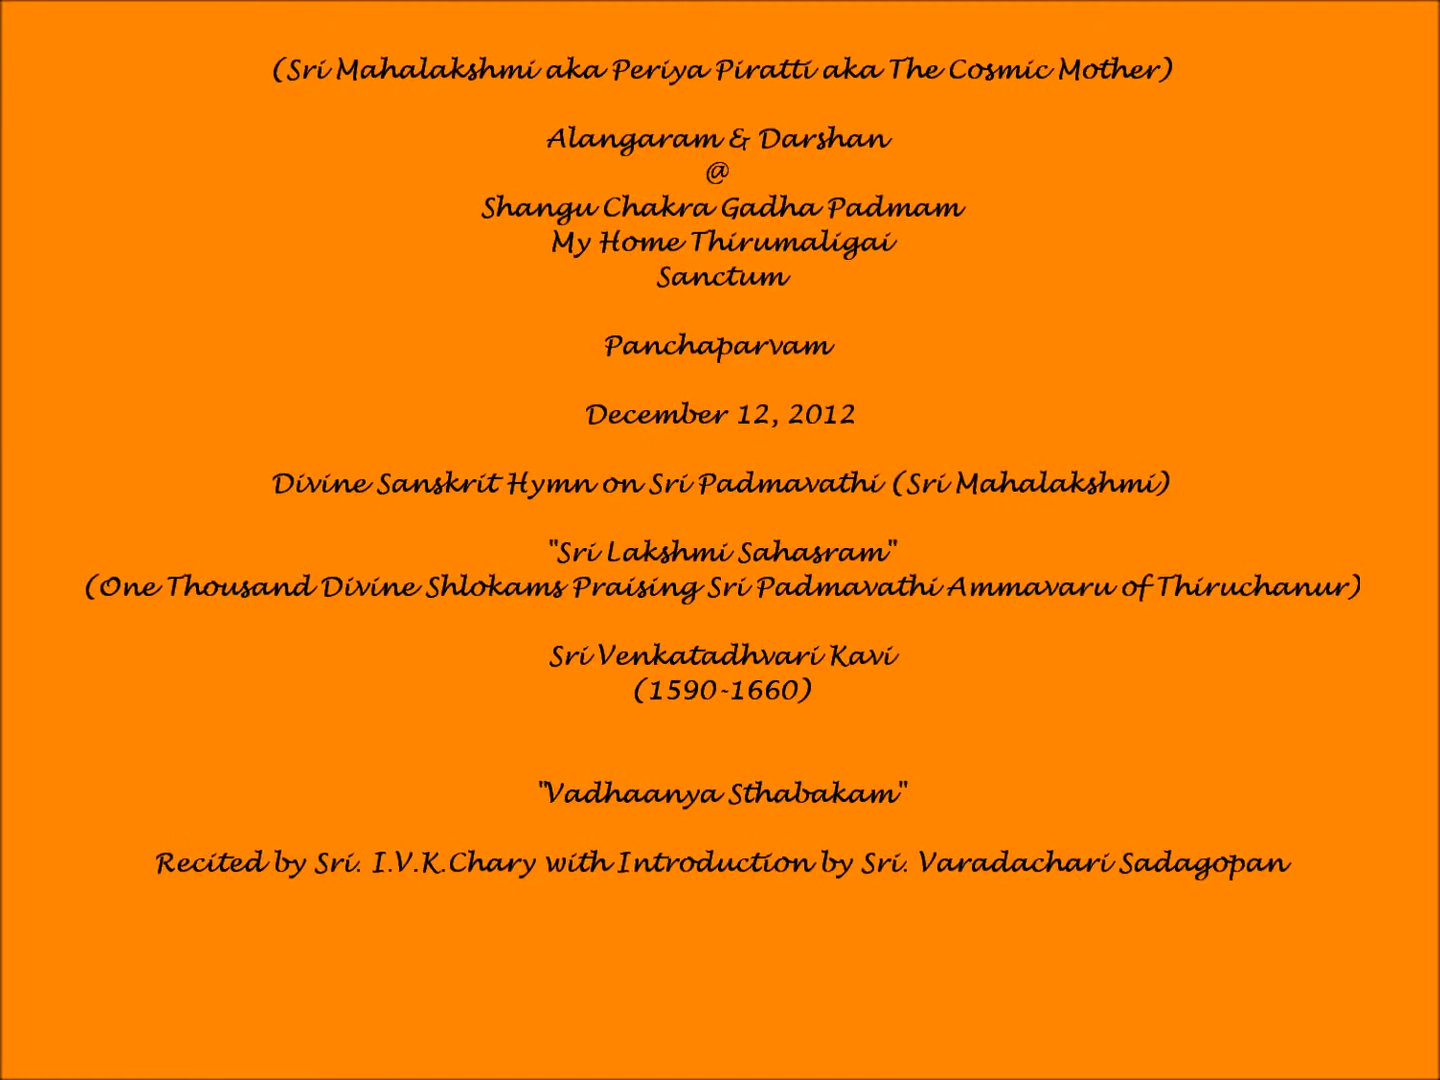 (Sri Mahalakshmi aka Periya Piratti aka The Cosmic Mother)
Alangaram & Darshan
@
Shangu Chakra Gadha Padmam
My Home Thirumaligai
Sanctum
Panchaparvam
December 12, 2012
Divine Sanskrit Hymn on Sri Padmavathi (Sri Mahalakshmi)
"Sri Lakshmi Sahasram"
(One Thousand Divine Shlokams Praising Sri Padmavathi Ammavaru of Thiruchanur)
Sri Venkatadhvari Kavi
(1590-1660)
"Vadhaanya Sthabakam"
Recited by Sri. I.V.K.Chary with Introduction by Sri. Varadachari Sadagopan